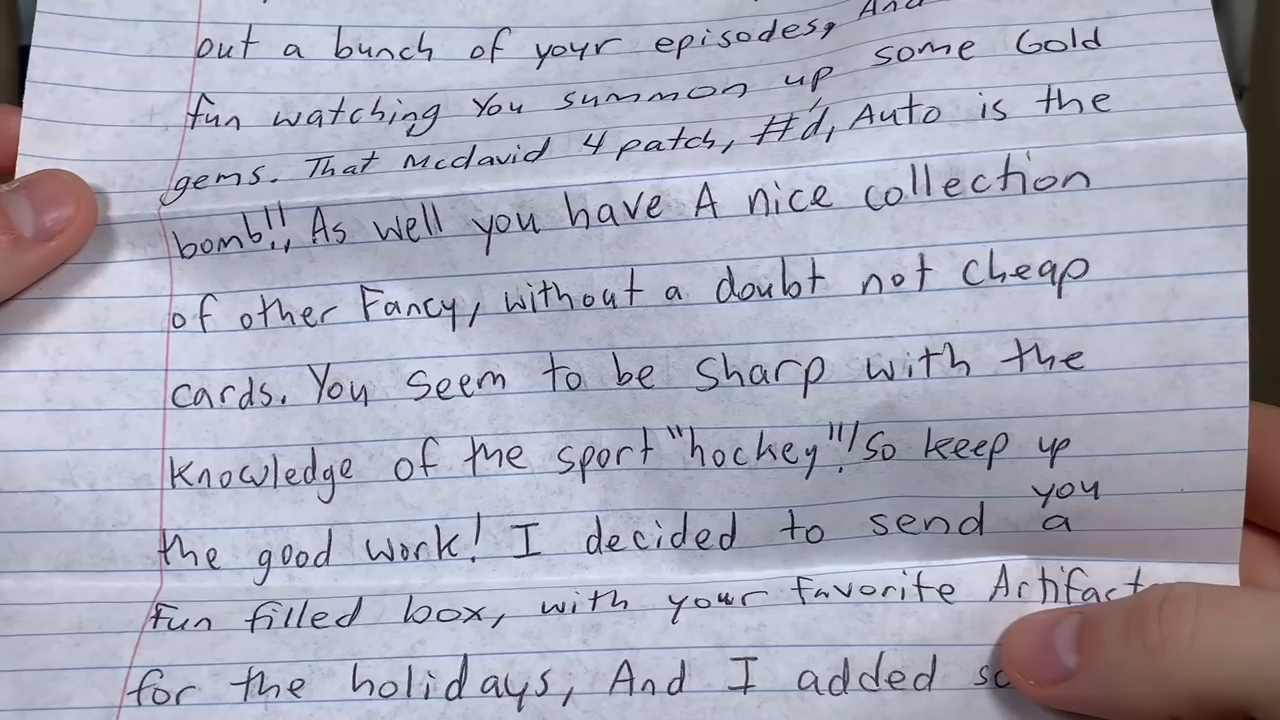 out a bunch of your episodes, And
fun watching You summon up some Gold
gems. That Mcdavid 4 patch, #'d, Auto is the
bomb!!, As well you have A nice collection
of other Fancy, without a doubt not cheap
cards. You seem to be sharp with the
Knowledge of the sport "hockey"!! So keep up
the good work! I decided to send you a
Fun filled box, with your favorite Artifact
for the holidays, And I added